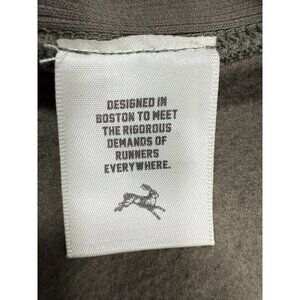 DESIGNED IN
BOSTON TO MEET
THE RIGOROUS
DEMANDS OF
RUNNERS
EVERYWHERE.